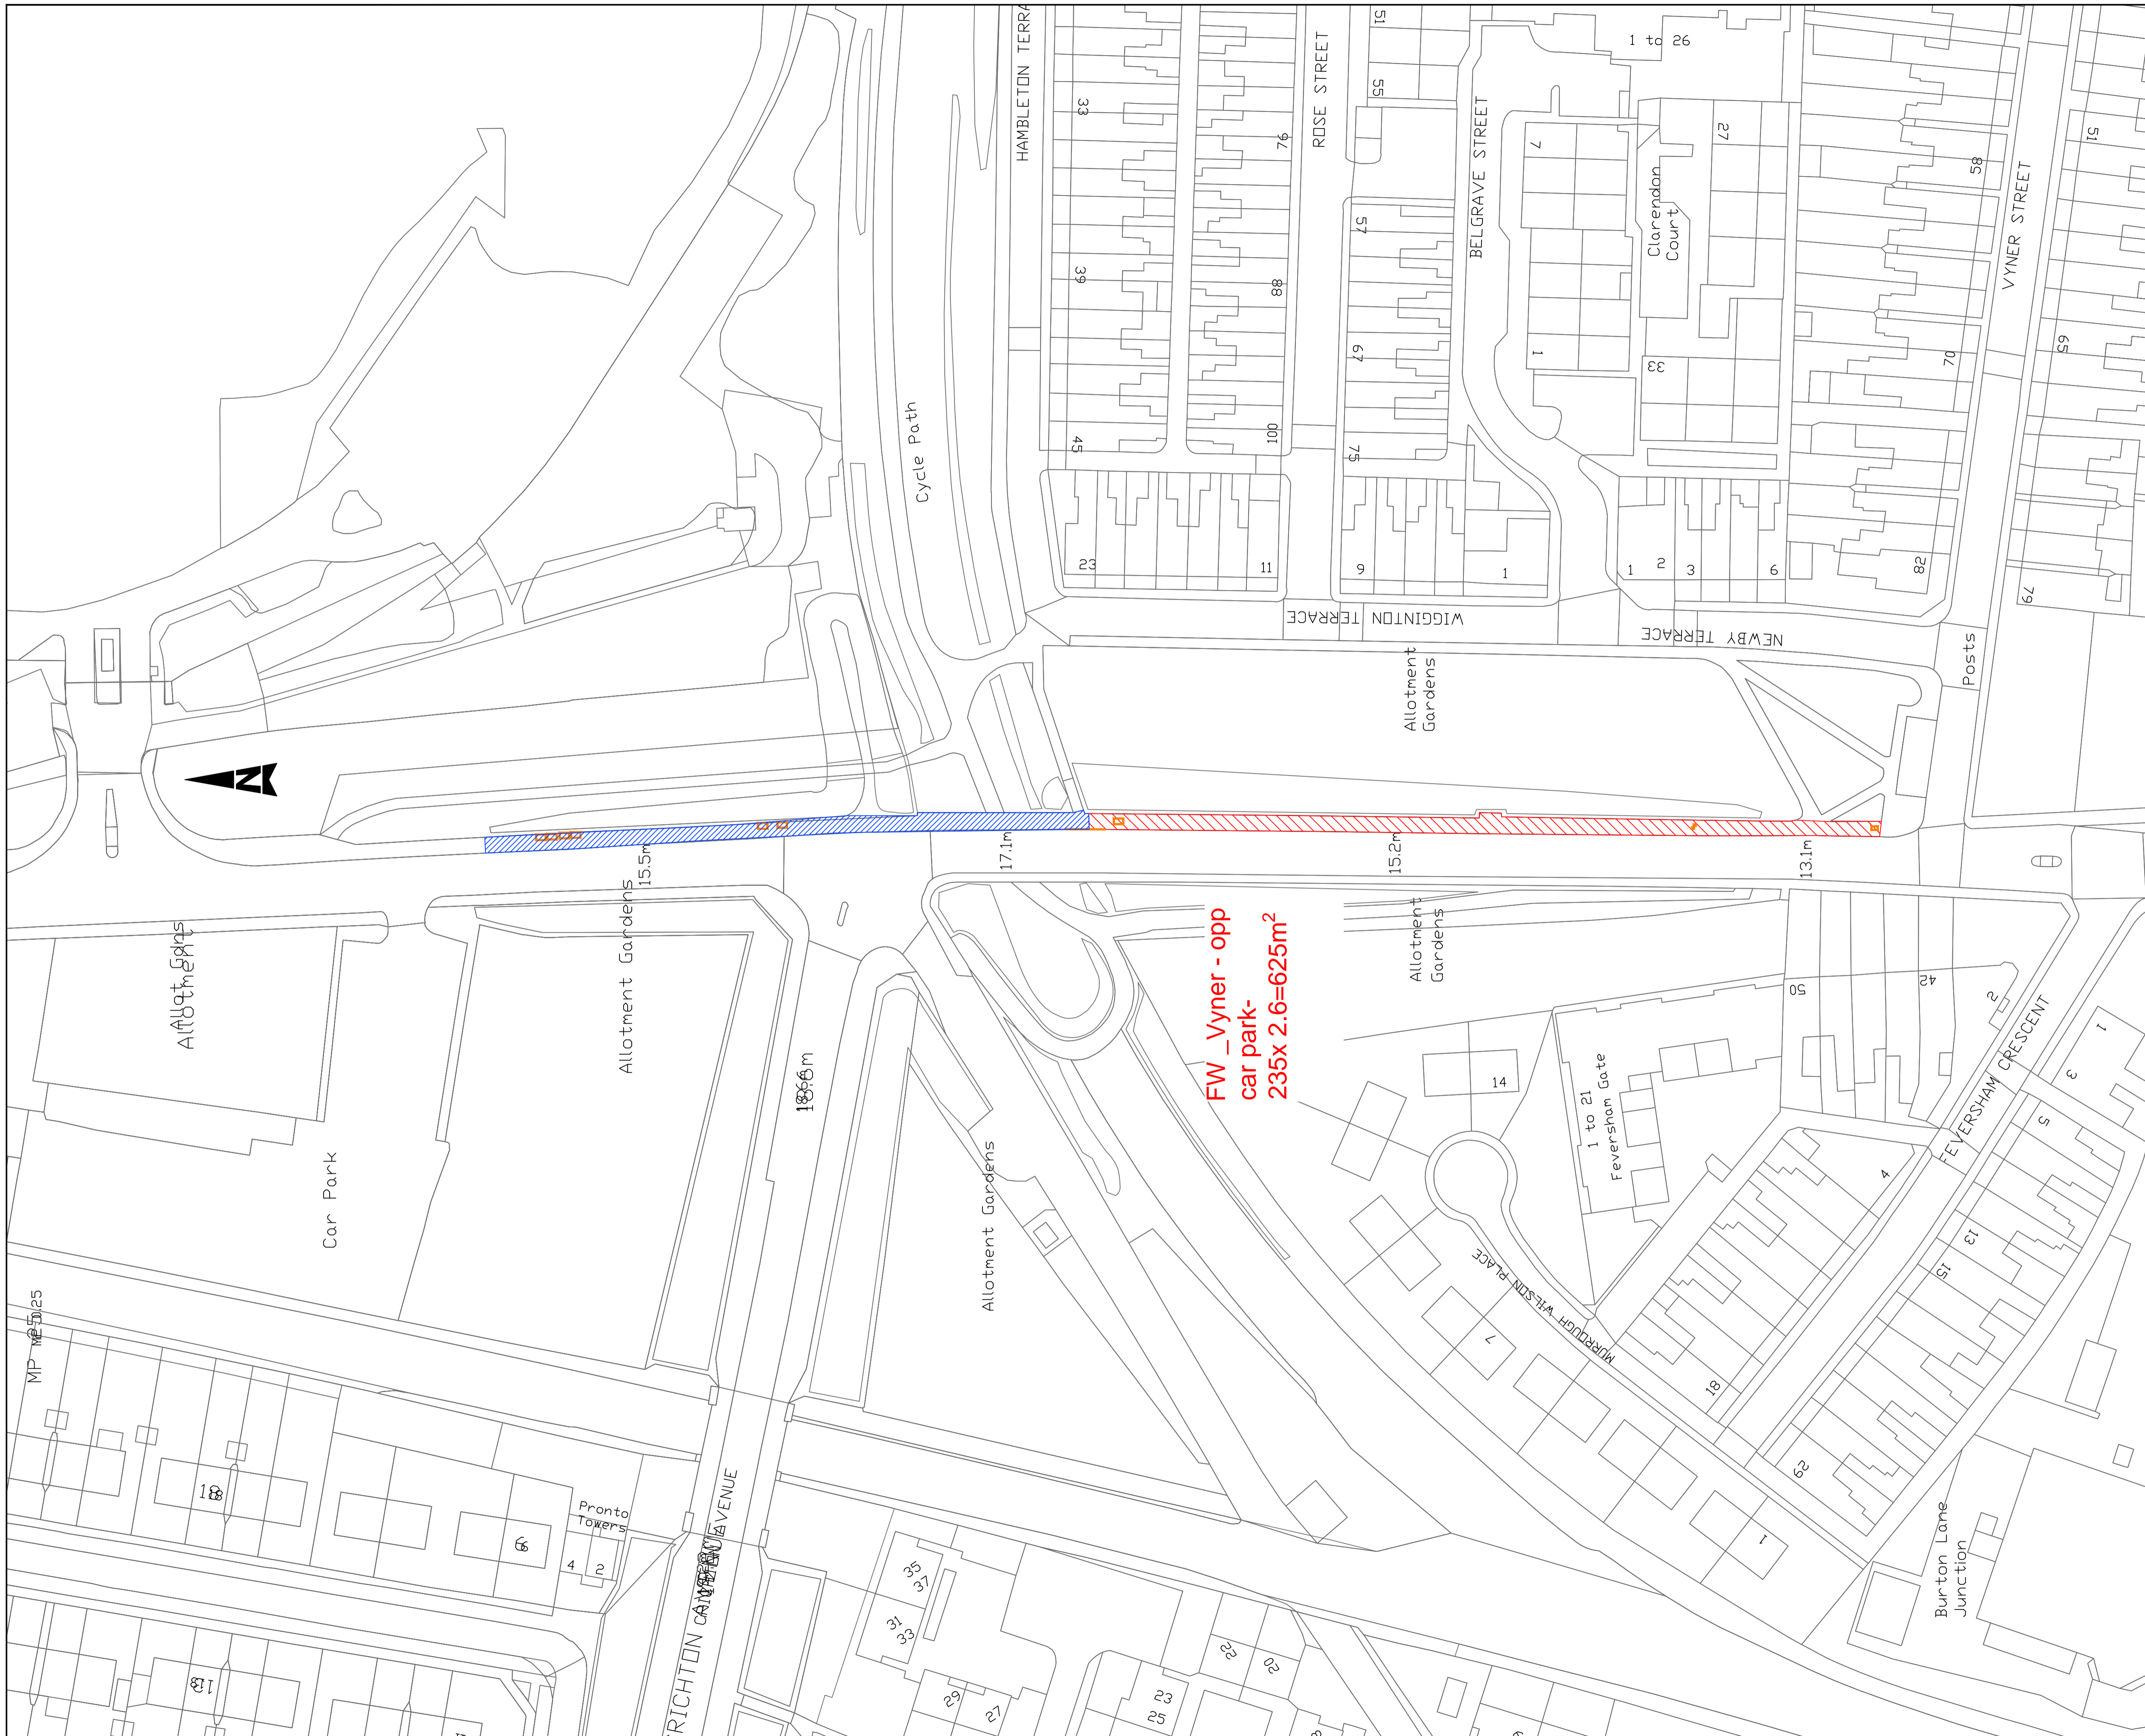 HAMBLETON TERRA
33
39
45
76
88
100
ROSE STREET
51
55
57
67
75
BELGRAVE STREET
1 to 26
7
1
Clarendon
Court
27
33
58
70
82
VYNER STREET
51
65
79
Cycle Path
23
11
9
1
1
2
3
6
WIGGINTON TERRACE
NEWBY TERRACE
Posts
Allotment
Gardens
N
15.5m
17.1m
15.2m
13.1m
Allotment Gardens
Allotment
Gardens
FW _Vyner - opp
car park-
235x 2.6=625m²
Car Park
Allotment Gardens
14
1 to 21
Feversham Gate
50
42
2
FEVERSHAM CRESCENT
1
3
5
13
15
29
4
18
MURROUGH WILSON PLACE
7
1
Burton Lane
Junction
Pronto
Towers
4
2
35
37
31
33
29
27
22
20
23
25